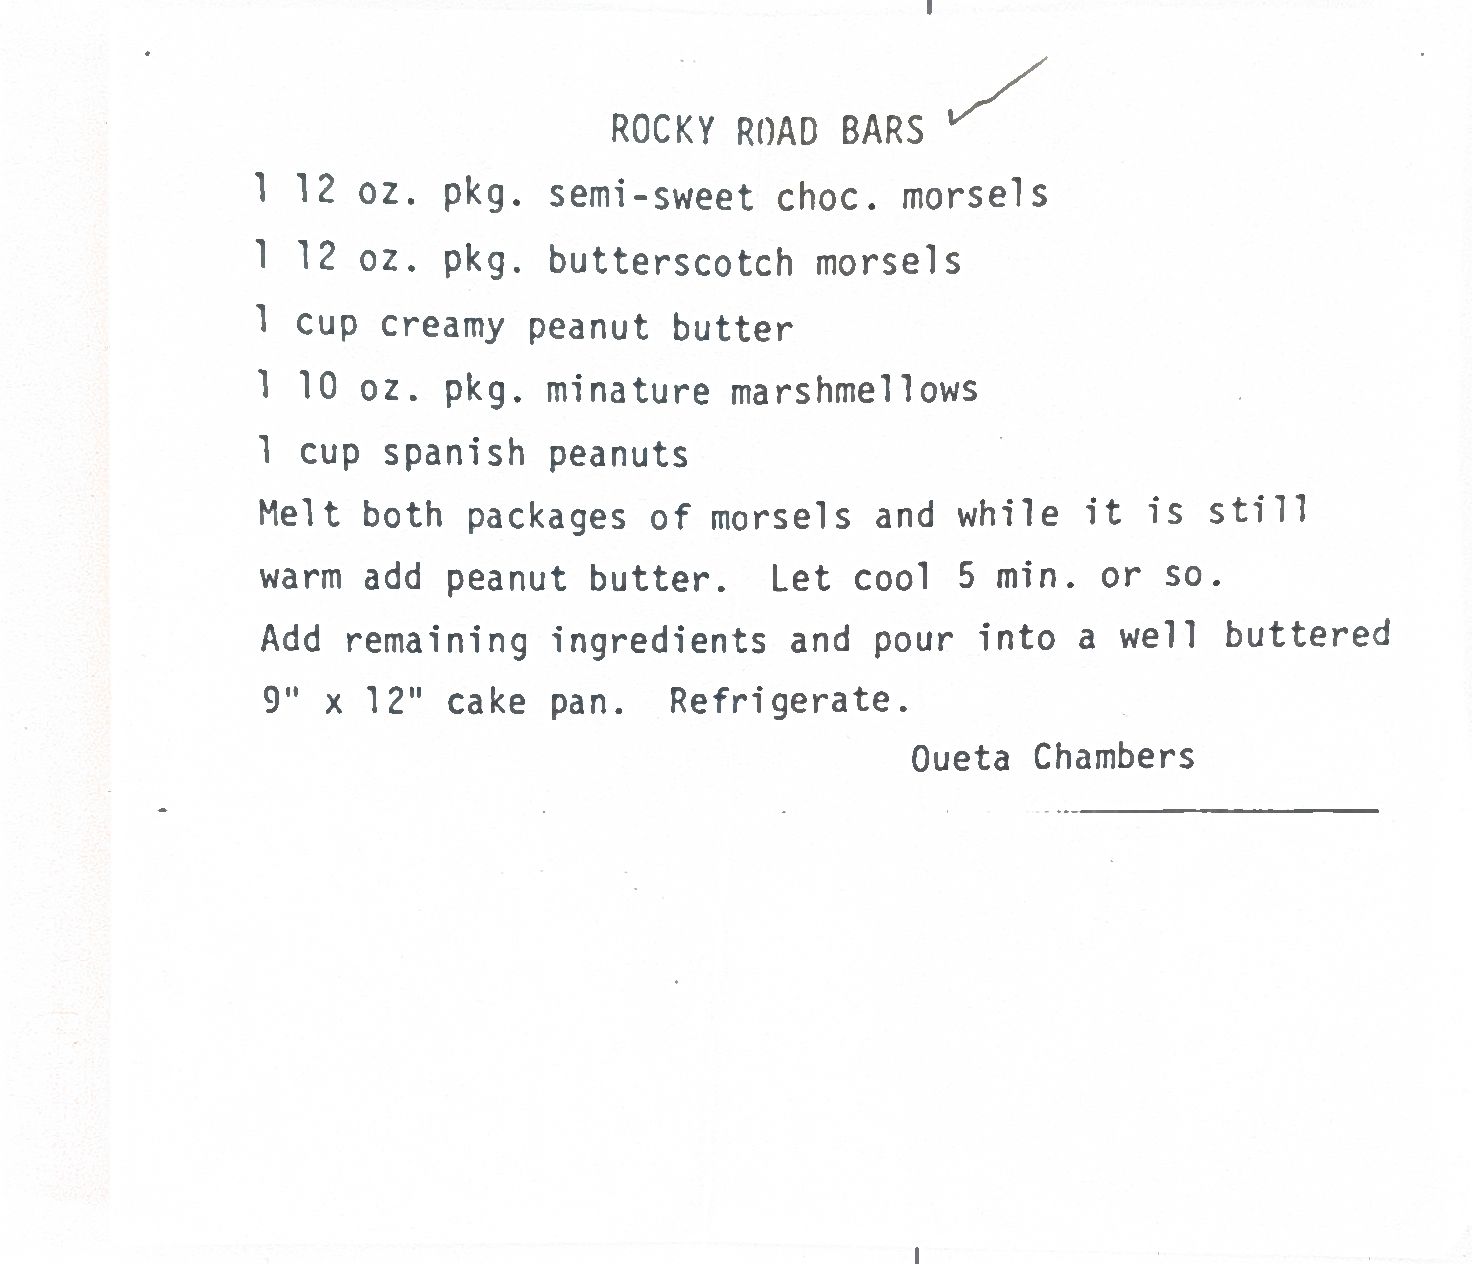 ROCKY ROAD BARS
1 12 oz. pkg. semi-sweet choc. morsels
1 12 oz. pkg. butterscotch morsels
1 cup creamy peanut butter
1 10 oz. pkg. minature marshmellows
1 cup spanish peanuts
Melt both packages of morsels and while it is still
warm add peanut butter. Let cool 5 min. or so.
Add remaining ingredients and pour into a well buttered
9" x 12" cake pan. Refrigerate.
Oueta Chambers